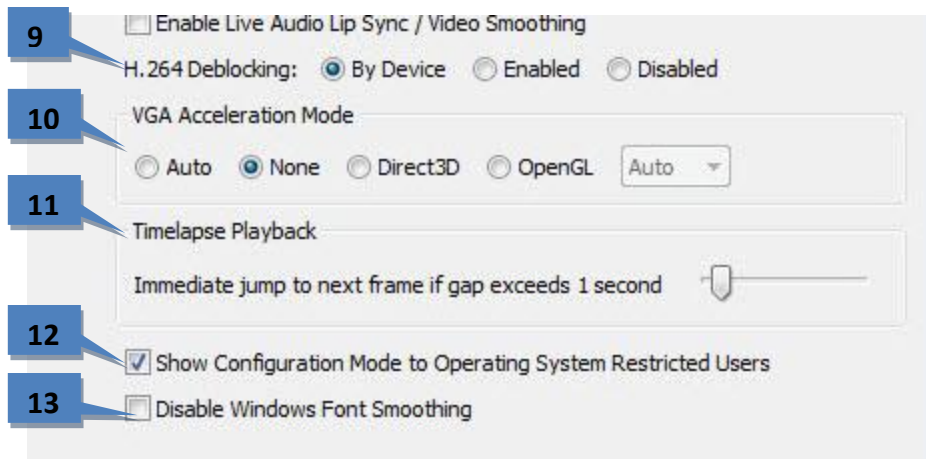 Enable Live Audio Lip Sync / Video Smoothing
9
H.264 Deblocking: By Device Enabled Disabled
10
VGA Acceleration Mode
Auto None Direct3D OpenGL Auto
11
Timelapse Playback
Immediate jump to next frame if gap exceeds 1 second
12
Show Configuration Mode to Operating System Restricted Users
13
Disable Windows Font Smoothing